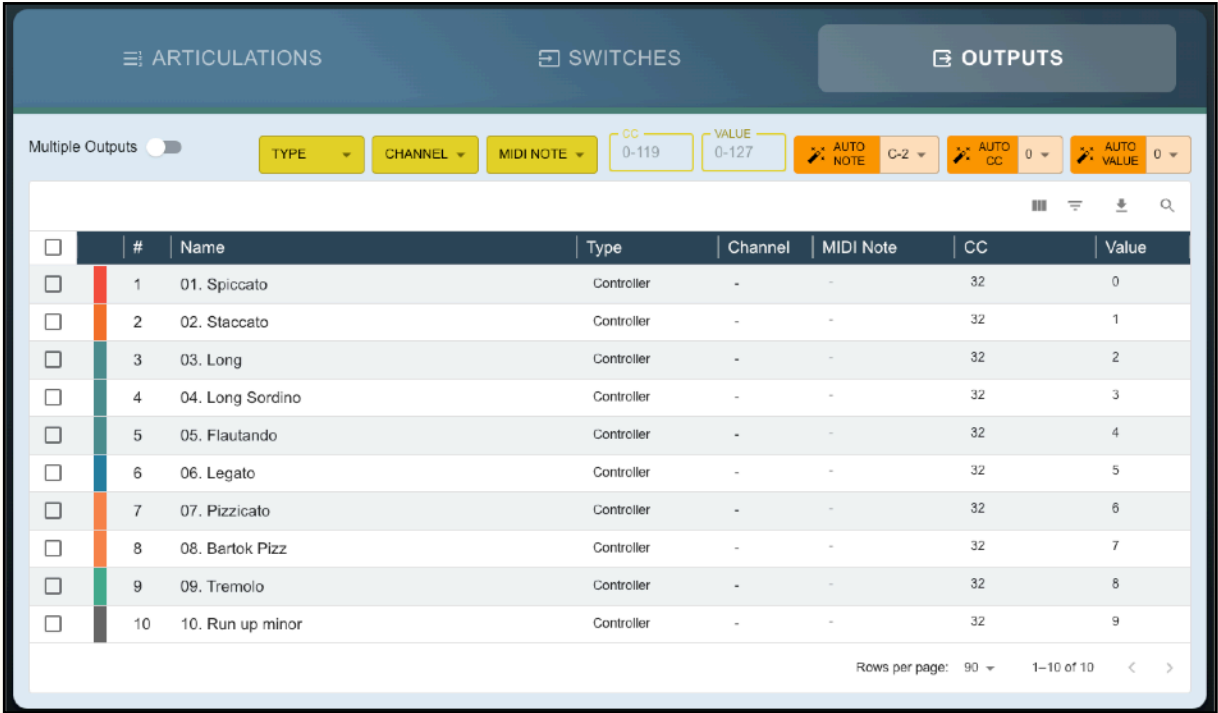 ARTICULATIONS SWITCHES OUTPUTS
Multiple Outputs TYPE CHANNEL MIDI NOTE CC 0-119 VALUE 0-127 AUTO NOTE C-2 AUTO CC 0 AUTO VALUE 0
# Name Type Channel MIDI Note CC Value
1 01. Spiccato Controller - - 32 0
2 02. Staccato Controller - - 32 1
3 03. Long Controller - - 32 2
4 04. Long Sordino Controller - - 32 3
5 05. Flautando Controller - - 32 4
6 06. Legato Controller - - 32 5
7 07. Pizzicato Controller - - 32 6
8 08. Bartok Pizz Controller - - 32 7
9 09. Tremolo Controller - - 32 8
10 10. Run up minor Controller - - 32 9
Rows per page: 90 1–10 of 10